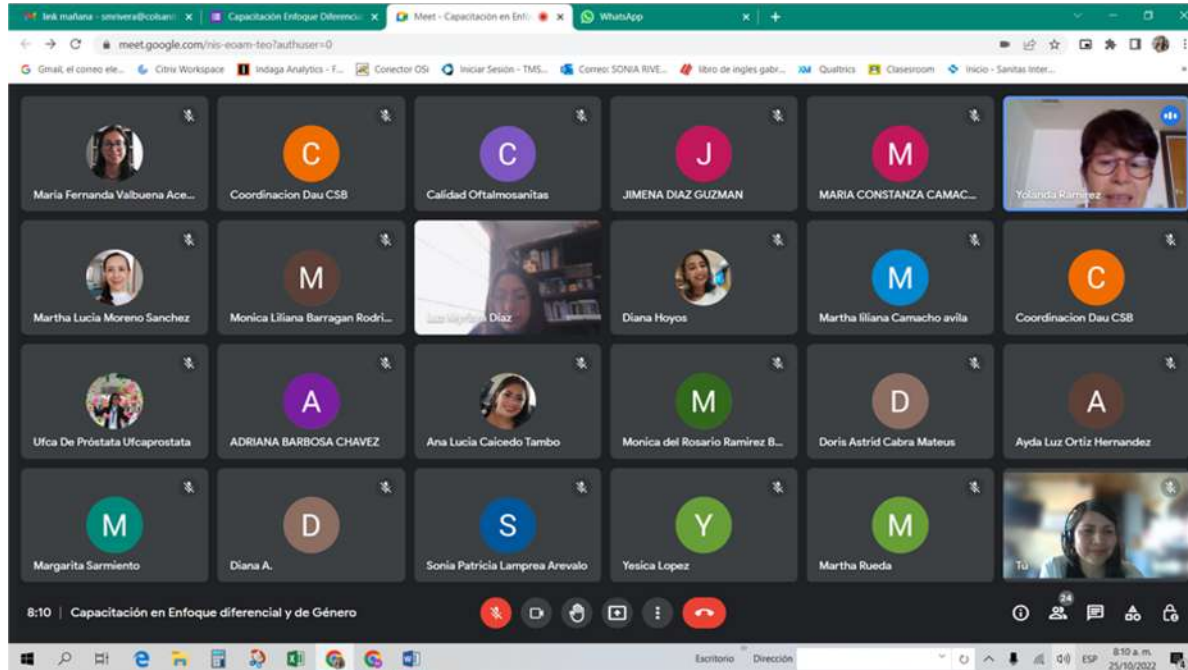 link mañana - smrivera@colsani
Capacitación Enfoque Diferencia
Meet - Capacitación en Enf
WhatsApp
meet.google.com/nis-eoam-teo?authuser=0
Gmail, el correo ele...
Citrix Workspace
Indaga Analytics - F...
Conector OSI
Iniciar Sesión - TMS...
Correo: SONIA RIVE...
libro de ingles gabr...
XM Qualtrics
Clasesroom
Inicio - Sanitas Inter...
María Fernanda Valbuena Ace...
C
Coordinacion Dau CSB
C
Calidad Oftalmosanitas
J
JIMENA DIAZ GUZMAN
M
MARIA CONSTANZA CAMAC...
Yolanda Ramirez
Martha Lucia Moreno Sanchez
M
Monica Liliana Barragan Rodri...
Luz Myriam Diaz
Diana Hoyos
M
Martha liliana Camacho avila
C
Coordinacion Dau CSB
Ufca De Próstata Ufcaprostata
A
ADRIANA BARBOSA CHAVEZ
Ana Lucia Caicedo Tambo
M
Monica del Rosario Ramirez B...
D
Doris Astrid Cabra Mateus
A
Ayda Luz Ortiz Hernandez
M
Margarita Sarmiento
D
Diana A.
S
Sonia Patricia Lamprea Arevalo
Y
Yesica Lopez
M
Martha Rueda
Tú
8:10 | Capacitación en Enfoque diferencial y de Género
24
Escritorio
Dirección
ESP
8:10 a. m.
25/10/2022